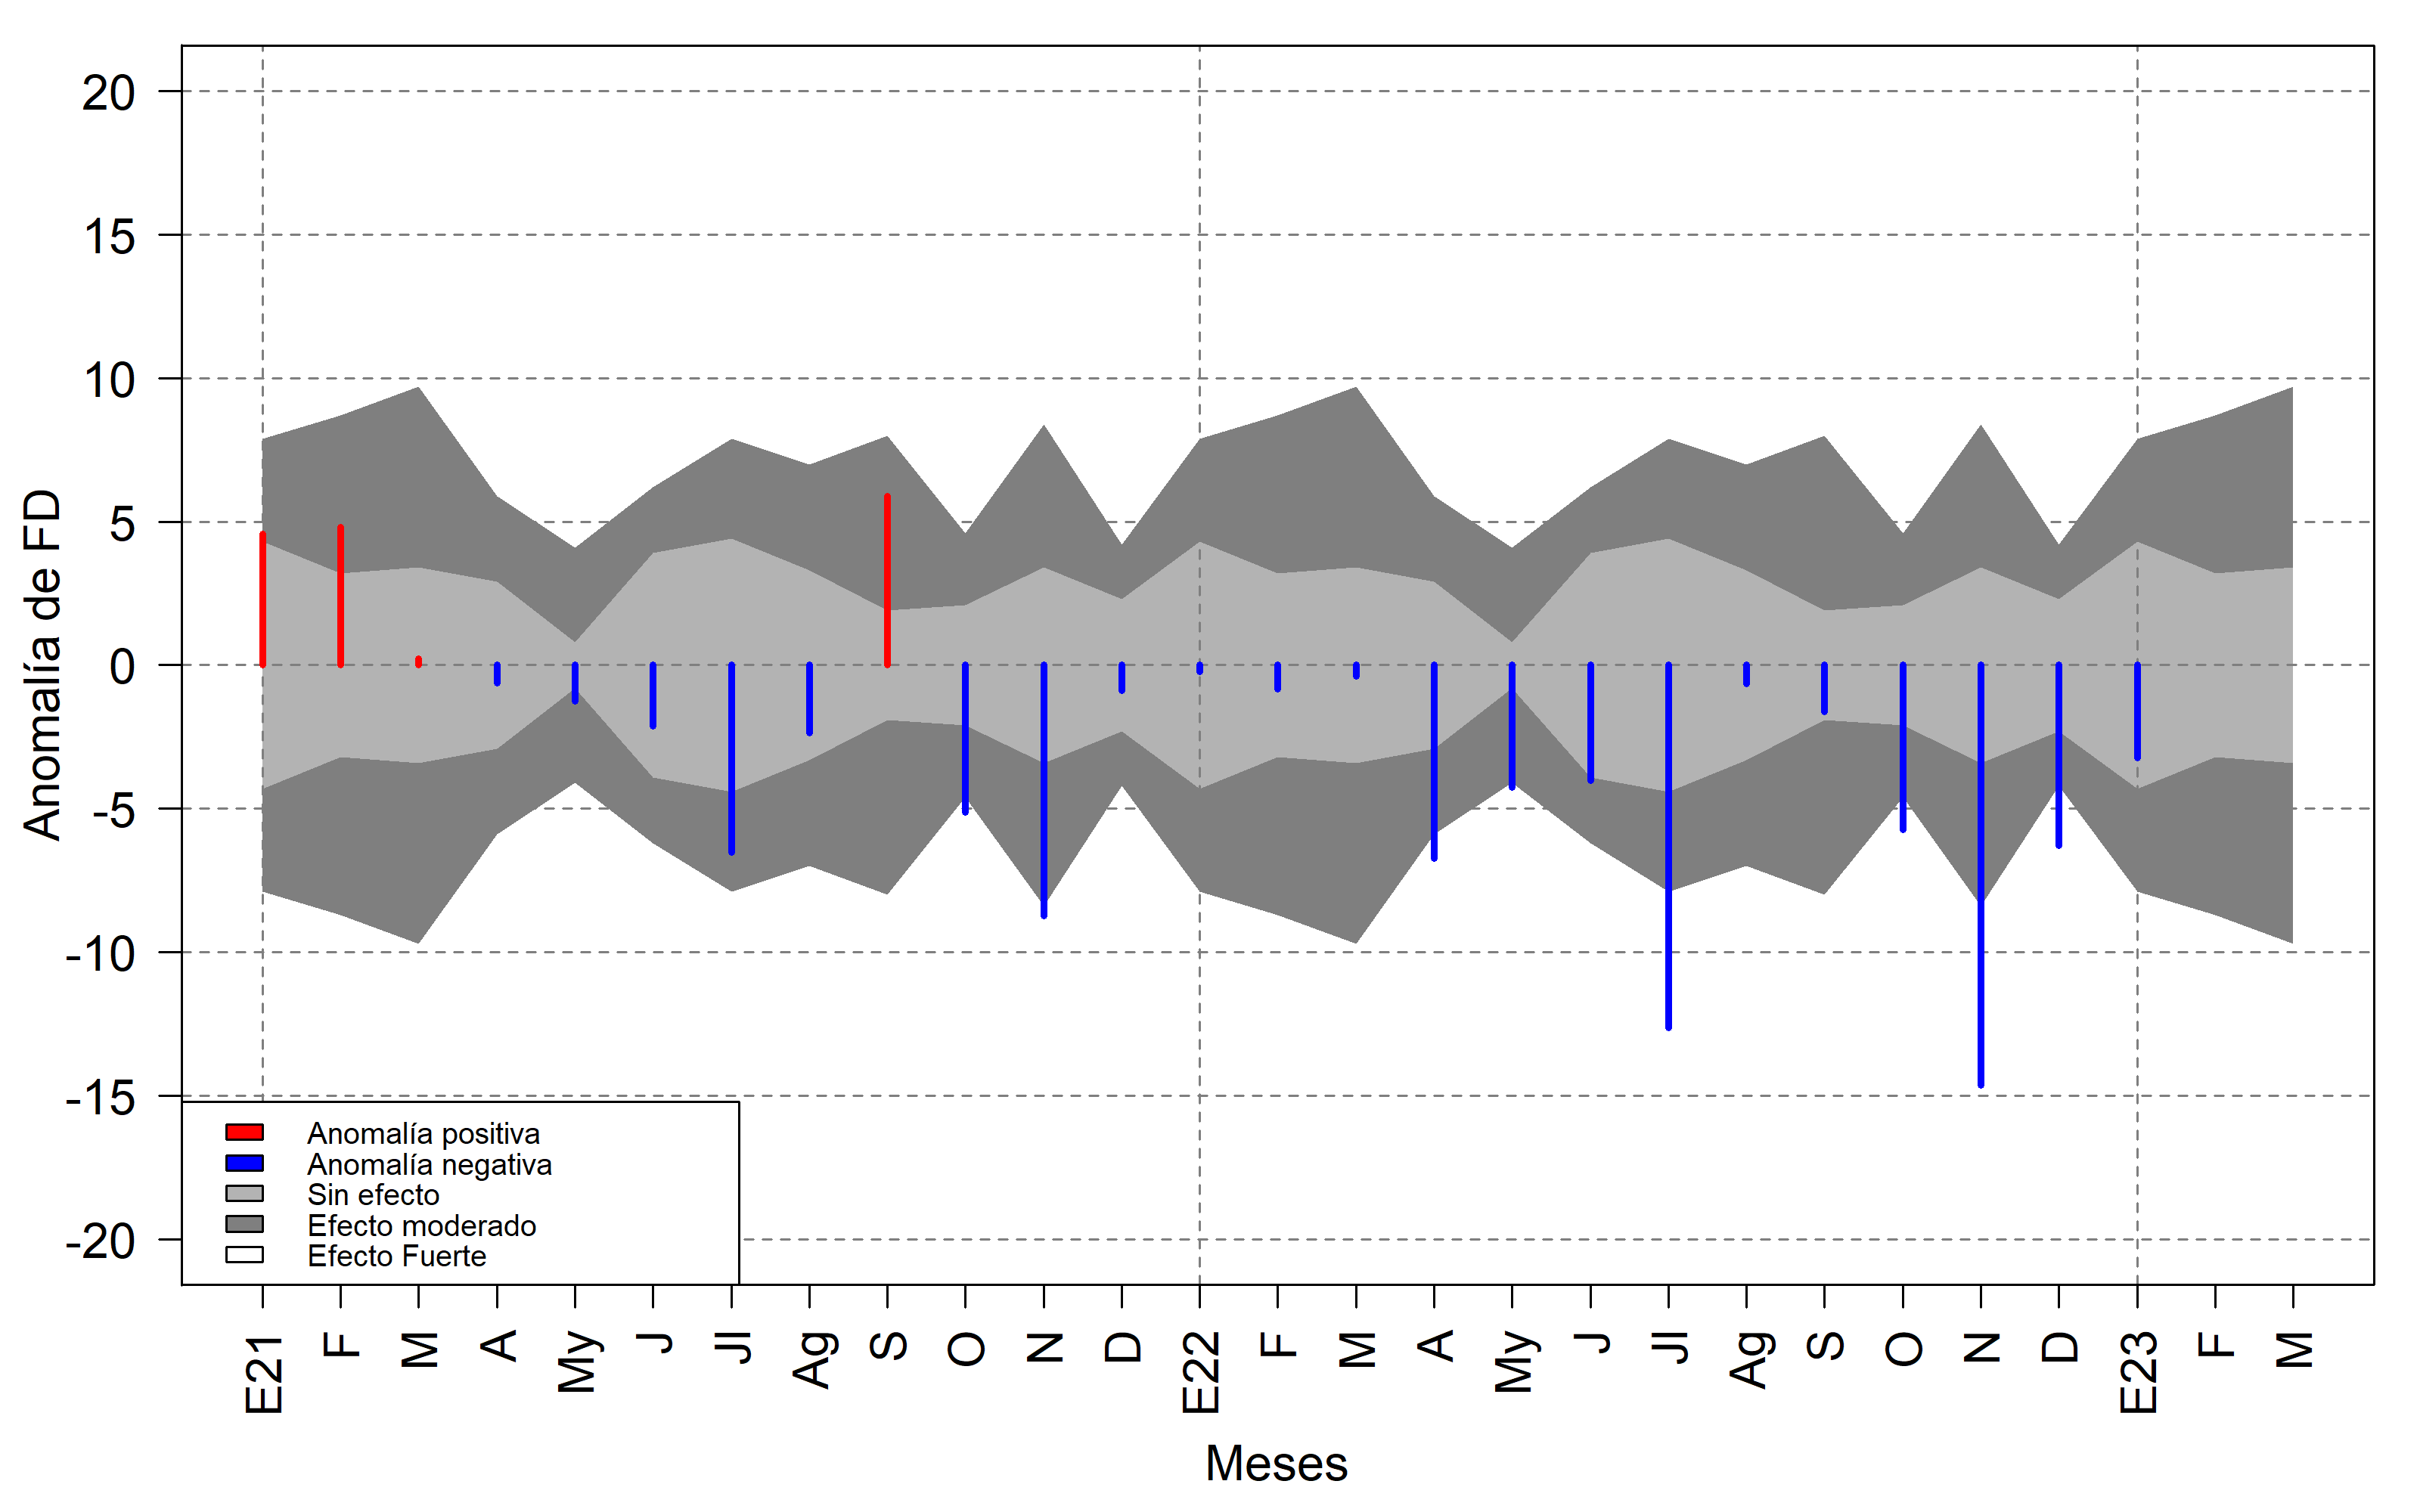 Anomalía de FD
20
15
10
5
0
-5
-10
-15
-20
Anomalía positiva
Anomalía negativa
Sin efecto
Efecto moderado
Efecto Fuerte
E21 F M A My J Jl Ag S O N D E22 F M A My J Jl Ag S O N D E23 F M
Meses